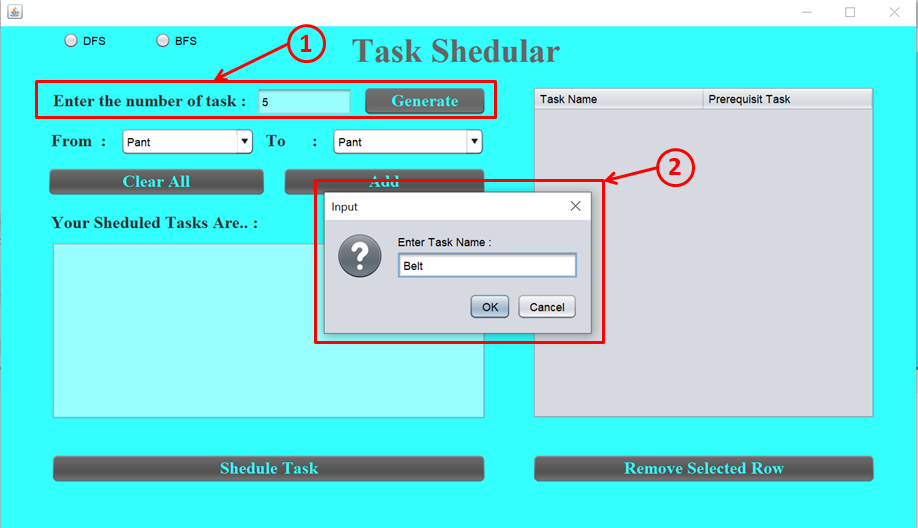 DFS
BFS
1
Task Shedular
Enter the number of task :
5
Generate
Task Name
Prerequisit Task
From :
Pant
To :
Pant
2
Clear All
Add
Input
Your Sheduled Tasks Are.. :
Enter Task Name :
Belt
OK
Cancel
Shedule Task
Remove Selected Row